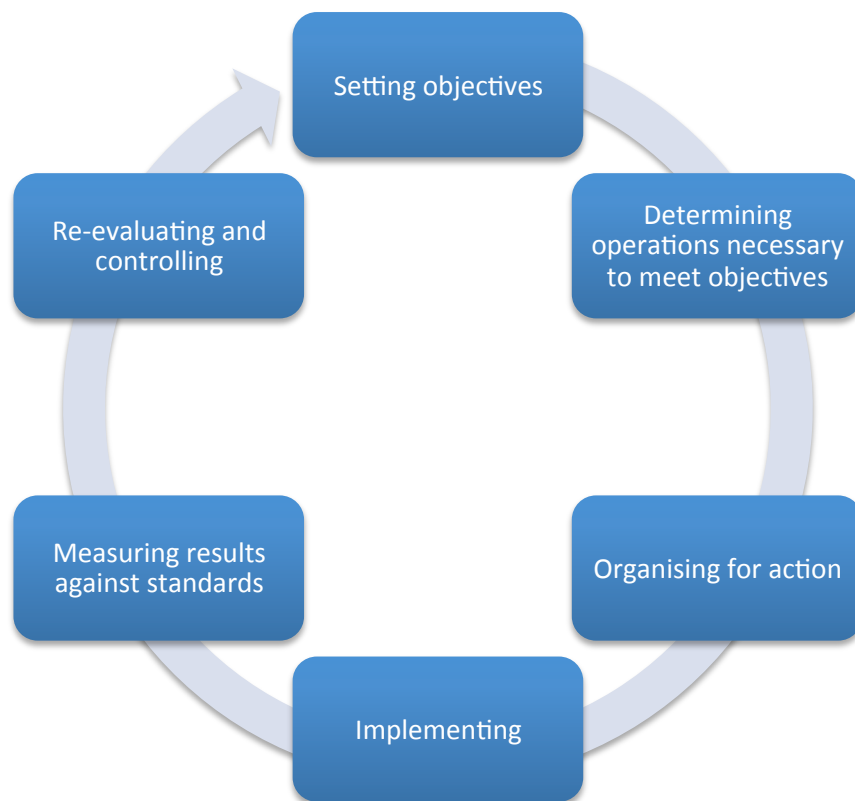 Setting objectives
Determining
operations necessary
to meet objectives
Organising for action
Implementing
Measuring results
against standards
Re-evaluating and
controlling